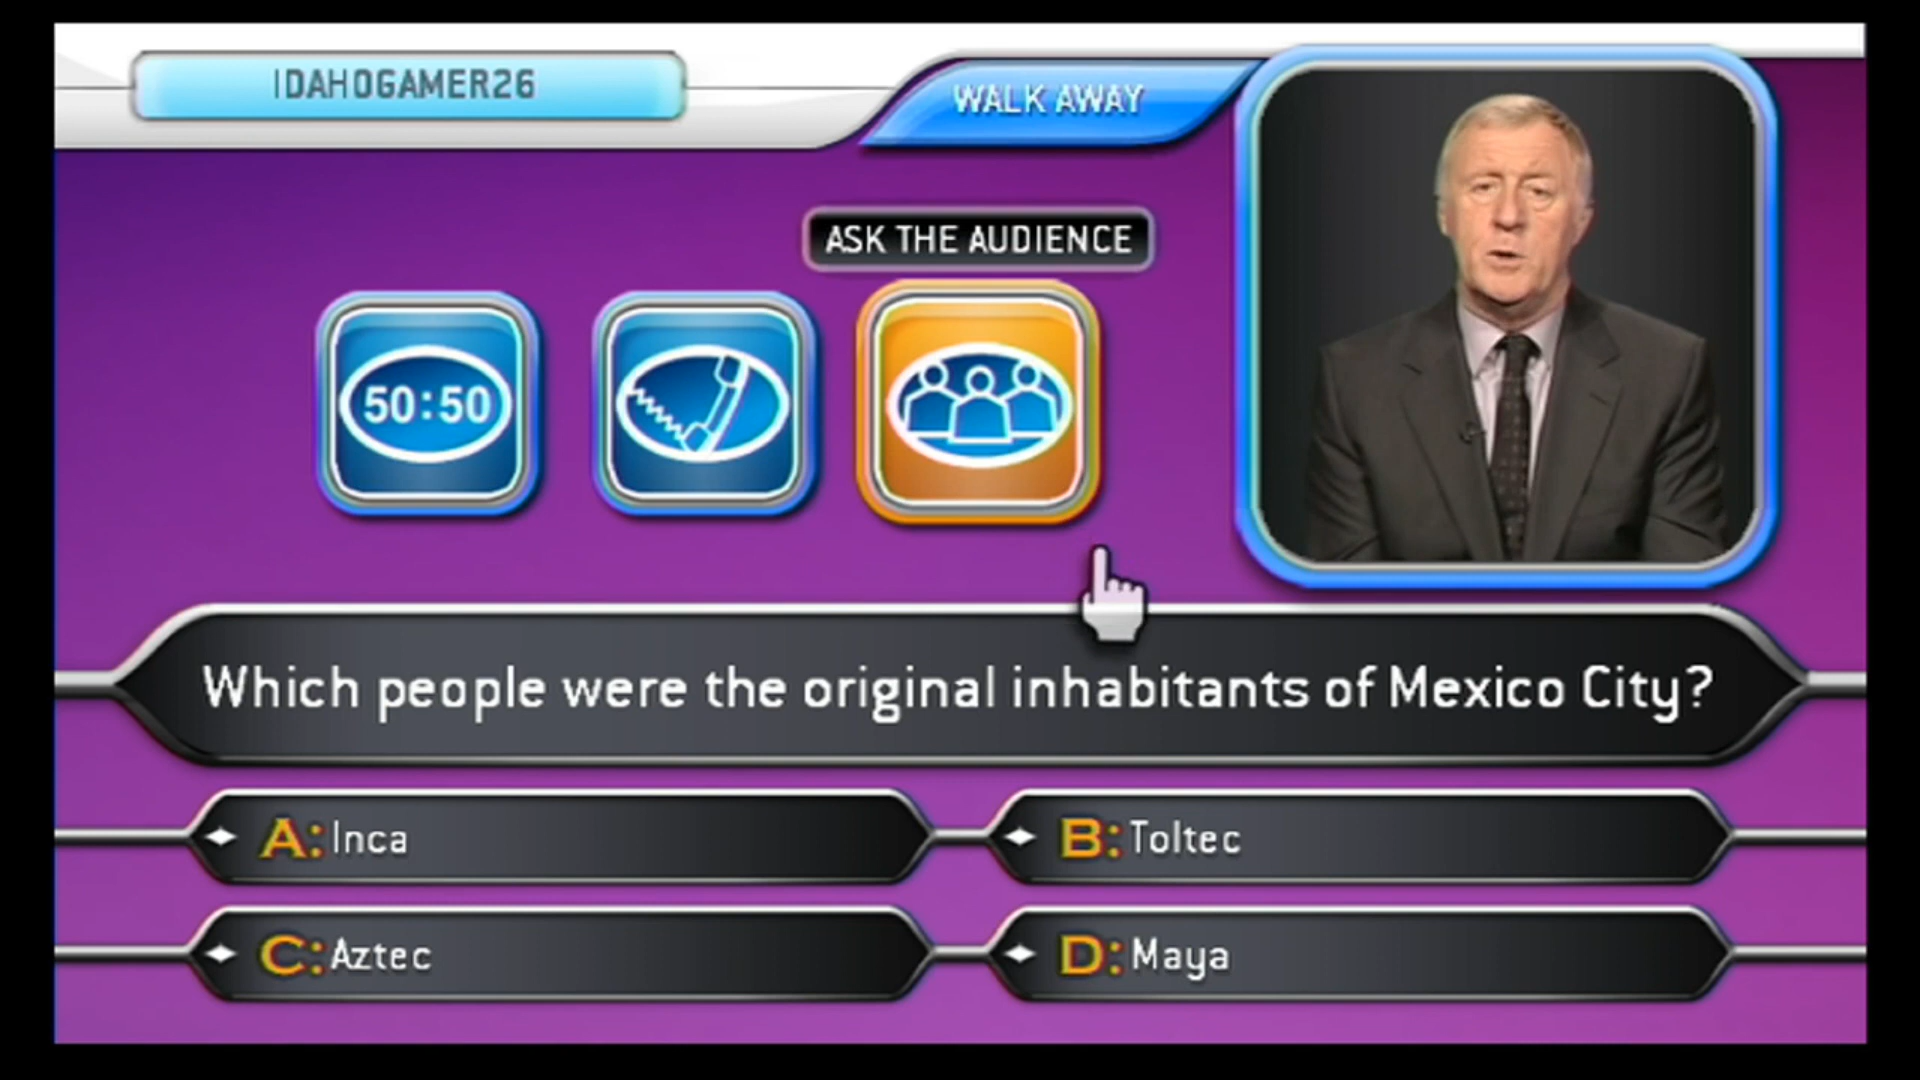 IDAHOGAMER26
WALK AWAY
ASK THE AUDIENCE
50:50
Which people were the original inhabitants of Mexico City?
A: Inca
B: Toltec
C: Aztec
D: Maya